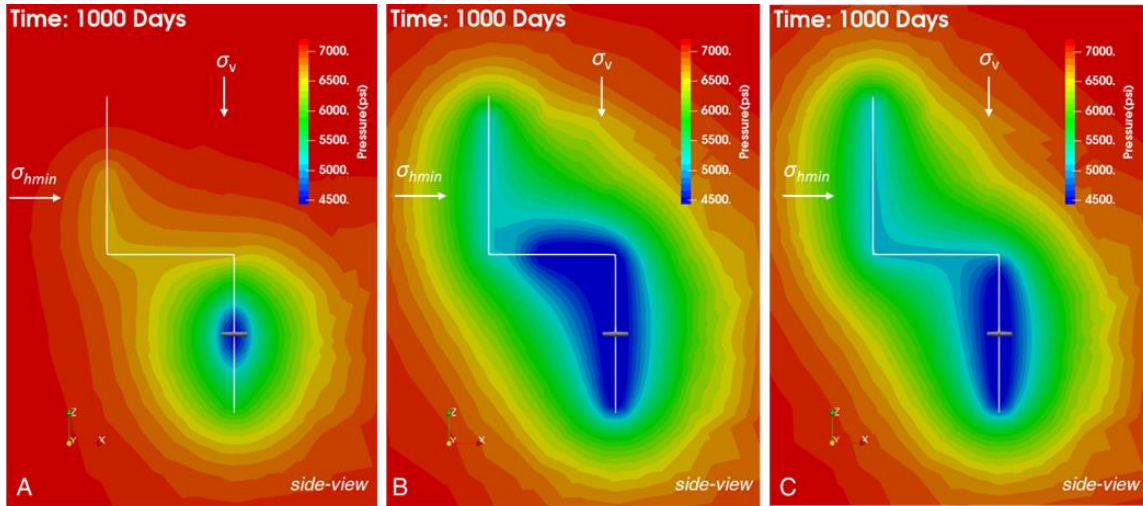 Time: 1000 Days
σv
σhmin
7000.
6500.
6000.
5500.
5000.
4500.
Pressure(psi)
Z
Y
X
A
side-view
Time: 1000 Days
σv
σhmin
7000.
6500.
6000.
5500.
5000.
4500.
Pressure(psi)
Z
Y
X
B
side-view
Time: 1000 Days
σv
σhmin
7000.
6500.
6000.
5500.
5000.
4500.
Pressure(psi)
Z
Y
X
C
side-view